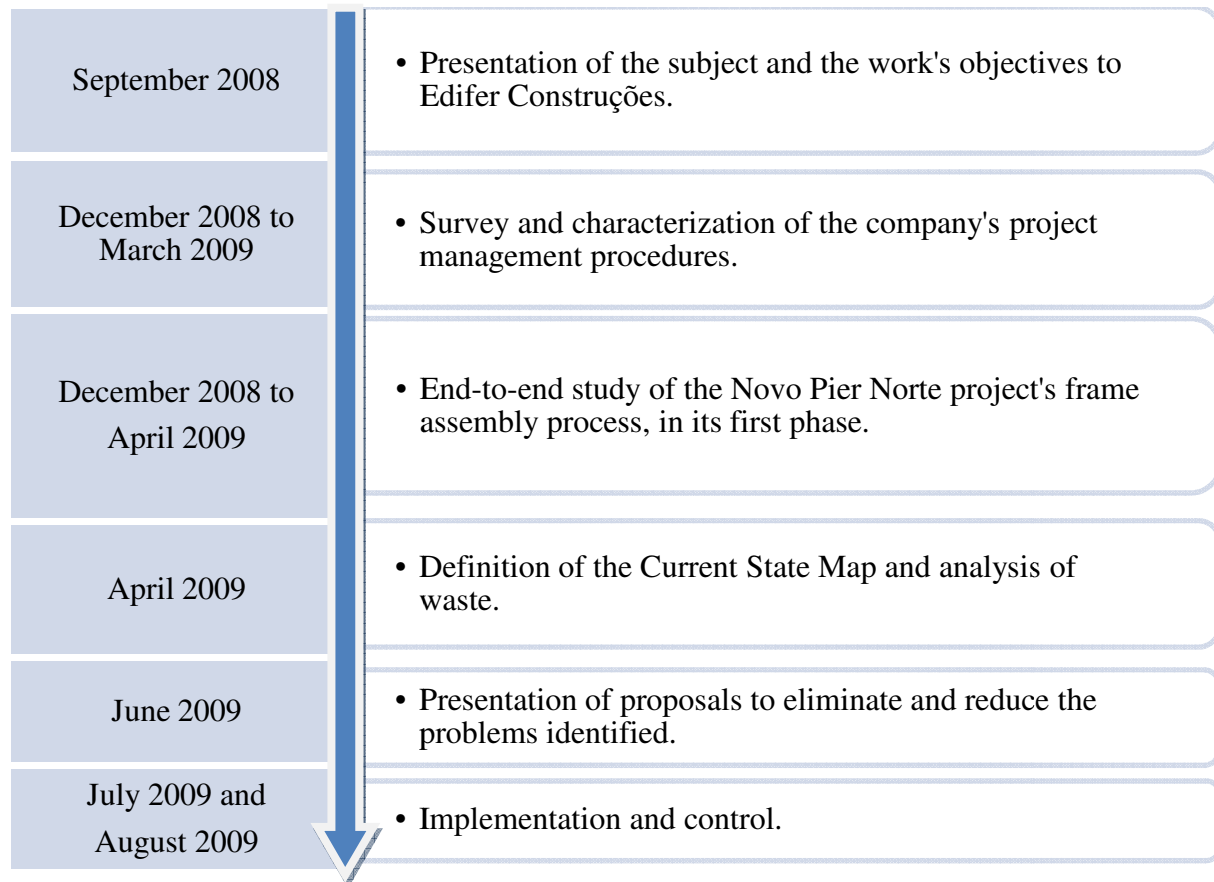 September 2008
• Presentation of the subject and the work's objectives to
Edifer Construções.
December 2008 to
March 2009
• Survey and characterization of the company's project
management procedures.
December 2008 to
April 2009
• End-to-end study of the Novo Pier Norte project's frame
assembly process, in its first phase.
April 2009
• Definition of the Current State Map and analysis of
waste.
June 2009
• Presentation of proposals to eliminate and reduce the
problems identified.
July 2009 and
August 2009
• Implementation and control.